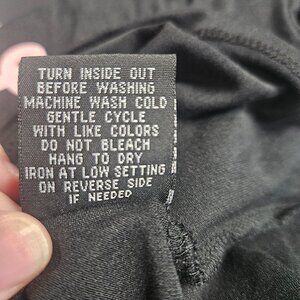 TURN INSIDE OUT
BEFORE WASHING
MACHINE WASH COLD
GENTLE CYCLE
WITH LIKE COLORS
DO NOT BLEACH
HANG TO DRY
IRON AT LOW SETTING
ON REVERSE SIDE
IF NEEDED